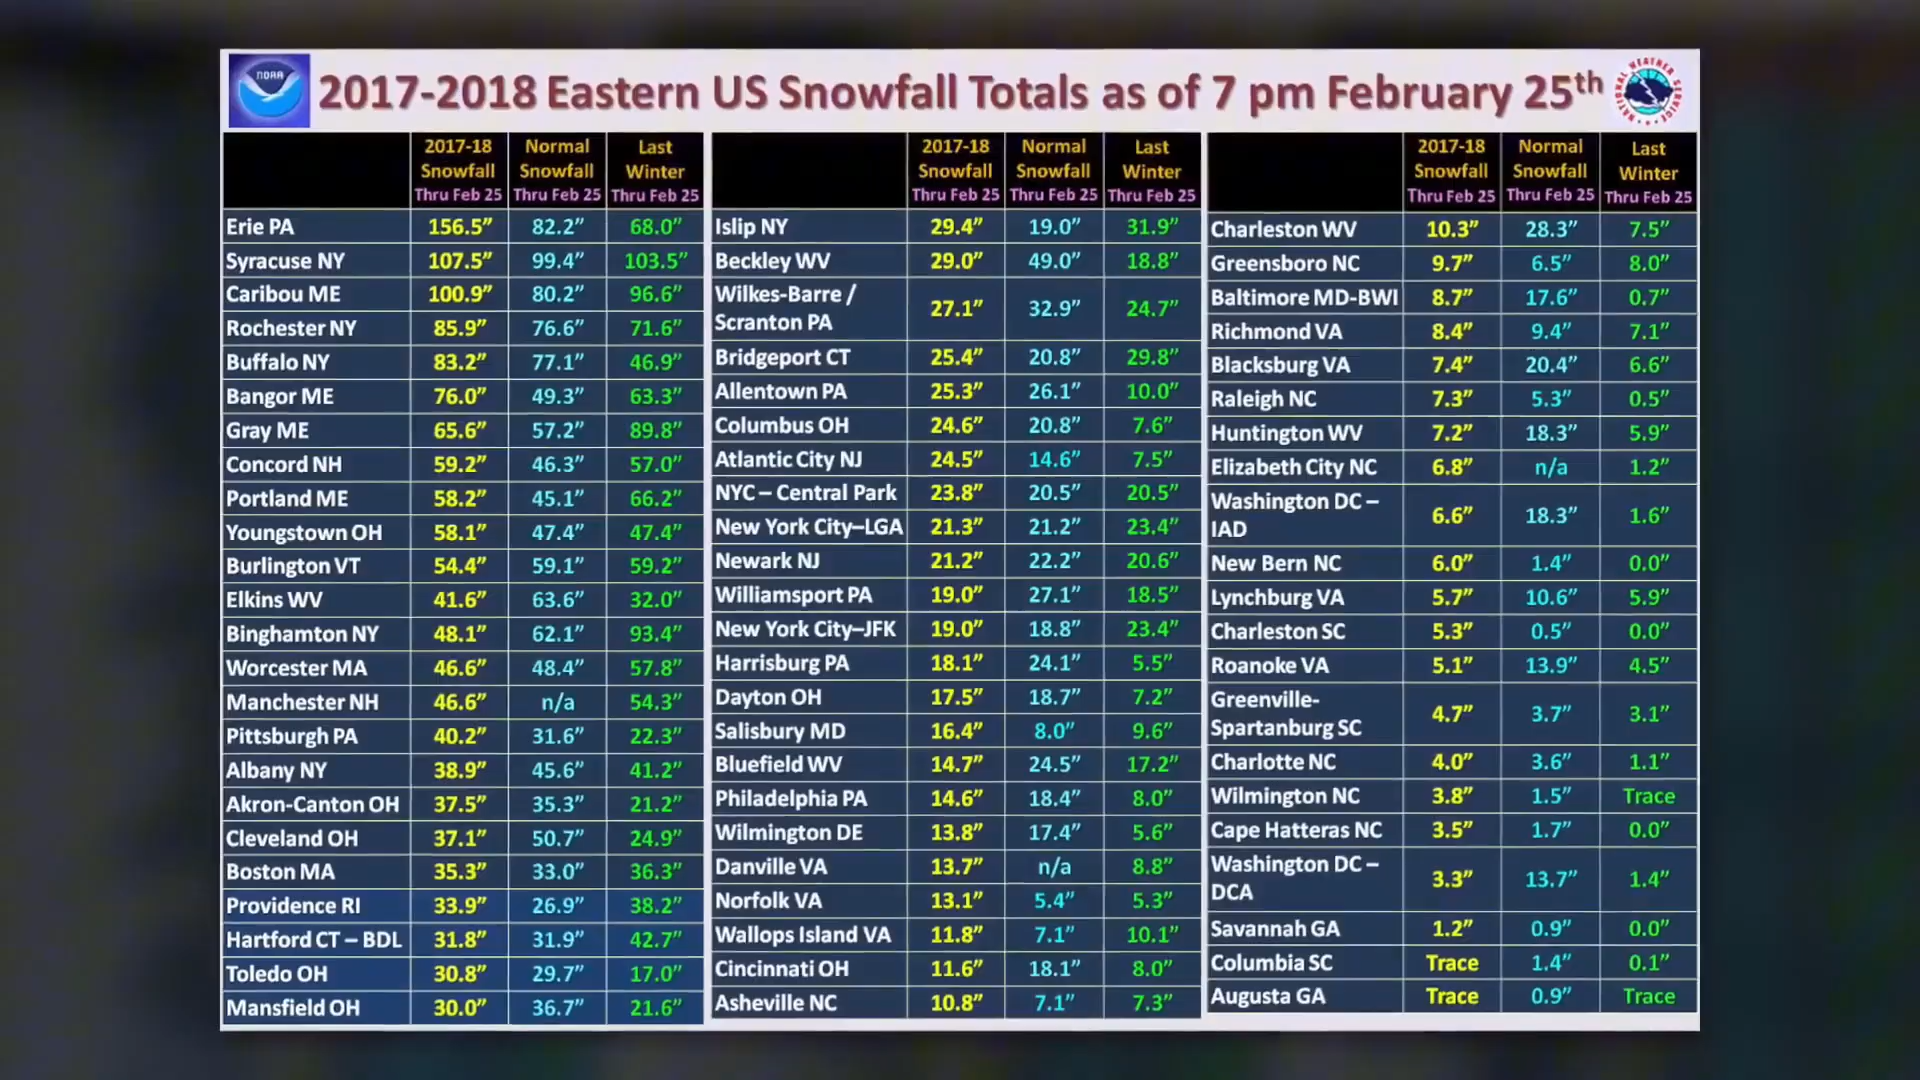 NOAA
2017-2018 Eastern US Snowfall Totals as of 7 pm February 25th
NATIONAL WEATHER SERVICE
2017-18 Snowfall Thru Feb 25 Normal Snowfall Thru Feb 25 Last Winter Thru Feb 25
Erie PA 156.5” 82.2” 68.0”
Syracuse NY 107.5” 99.4” 103.5”
Caribou ME 100.9” 80.2” 96.6”
Rochester NY 85.9” 76.6” 71.6”
Buffalo NY 83.2” 77.1” 46.9”
Bangor ME 76.0” 49.3” 63.3”
Gray ME 65.6” 57.2” 89.8”
Concord NH 59.2” 46.3” 57.0”
Portland ME 58.2” 45.1” 66.2”
Youngstown OH 58.1” 47.4” 47.4”
Burlington VT 54.4” 59.1” 59.2”
Elkins WV 41.6” 63.6” 32.0”
Binghamton NY 48.1” 62.1” 93.4”
Worcester MA 46.6” 48.4” 57.8”
Manchester NH 46.6” n/a 54.3”
Pittsburgh PA 40.2” 31.6” 22.3”
Albany NY 38.9” 45.6” 41.2”
Akron-Canton OH 37.5” 35.3” 21.2”
Cleveland OH 37.1” 50.7” 24.9”
Boston MA 35.3” 33.0” 36.3”
Providence RI 33.9” 26.9” 38.2”
Hartford CT – BDL 31.8” 31.9” 42.7”
Toledo OH 30.8” 29.7” 17.0”
Mansfield OH 30.0” 36.7” 21.6”
2017-18 Snowfall Thru Feb 25 Normal Snowfall Thru Feb 25 Last Winter Thru Feb 25
Islip NY 29.4” 19.0” 31.9”
Beckley WV 29.0” 49.0” 18.8”
Wilkes-Barre /
Scranton PA 27.1” 32.9” 24.7”
Bridgeport CT 25.4” 20.8” 29.8”
Allentown PA 25.3” 26.1” 10.0”
Columbus OH 24.6” 20.8” 7.6”
Atlantic City NJ 24.5” 14.6” 7.5”
NYC – Central Park 23.8” 20.5” 20.5”
New York City–LGA 21.3” 21.2” 23.4”
Newark NJ 21.2” 22.2” 20.6”
Williamsport PA 19.0” 27.1” 18.5”
New York City–JFK 19.0” 18.8” 23.4”
Harrisburg PA 18.1” 24.1” 5.5”
Dayton OH 17.5” 18.7” 7.2”
Salisbury MD 16.4” 8.0” 9.6”
Bluefield WV 14.7” 24.5” 17.2”
Philadelphia PA 14.6” 18.4” 8.0”
Wilmington DE 13.8” 17.4” 5.6”
Danville VA 13.7” n/a 8.8”
Norfolk VA 13.1” 5.4” 5.3”
Wallops Island VA 11.8” 7.1” 10.1”
Cincinnati OH 11.6” 18.1” 8.0”
Asheville NC 10.8” 7.1” 7.3”
2017-18 Snowfall Thru Feb 25 Normal Snowfall Thru Feb 25 Last Winter Thru Feb 25
Charleston WV 10.3” 28.3” 7.5”
Greensboro NC 9.7” 6.5” 8.0”
Baltimore MD-BWI 8.7” 17.6” 0.7”
Richmond VA 8.4” 9.4” 7.1”
Blacksburg VA 7.4” 20.4” 6.6”
Raleigh NC 7.3” 5.3” 0.5”
Huntington WV 7.2” 18.3” 5.9”
Elizabeth City NC 6.8” n/a 1.2”
Washington DC –
IAD 6.6” 18.3” 1.6”
New Bern NC 6.0” 1.4” 0.0”
Lynchburg VA 5.7” 10.6” 5.9”
Charleston SC 5.3” 0.5” 0.0”
Roanoke VA 5.1” 13.9” 4.5”
Greenville-
Spartanburg SC 4.7” 3.7” 3.1”
Charlotte NC 4.0” 3.6” 1.1”
Wilmington NC 3.8” 1.5” Trace
Cape Hatteras NC 3.5” 1.7” 0.0”
Washington DC –
DCA 3.3” 13.7” 1.4”
Savannah GA 1.2” 0.9” 0.0”
Columbia SC Trace 1.4” 0.1”
Augusta GA Trace 0.9” Trace